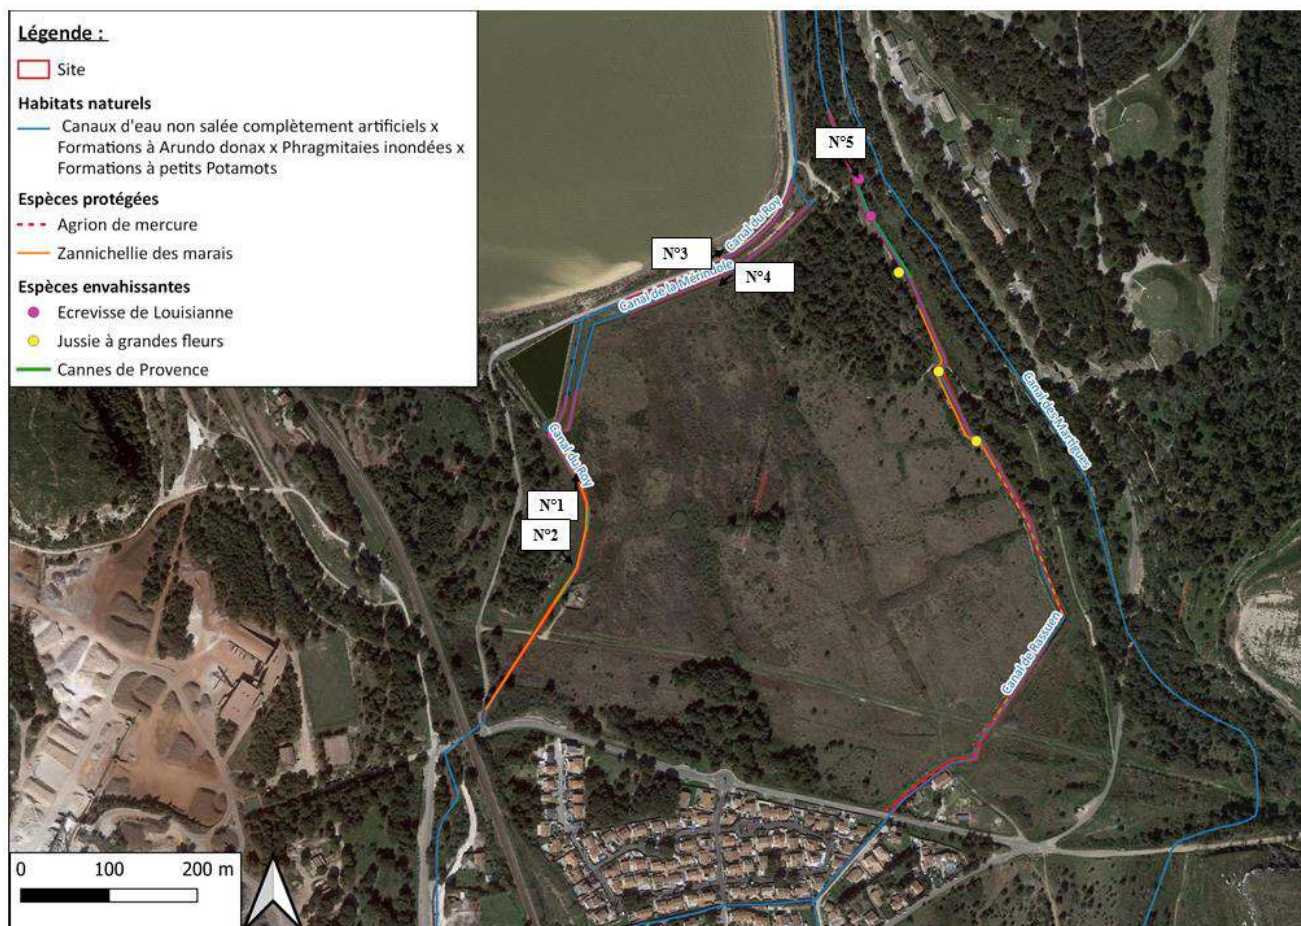 Légende :
Site
Habitats naturels
Canaux d'eau non salée complètement artificiels x
Formations à Arundo donax x Phragmitaies inondées x
Formations à petits Potamots
Espèces protégées
Agrion de mercure
Zannichellie des marais
Espèces envahissantes
Ecrevisse de Louisianne
Jussie à grandes fleurs
Cannes de Provence
N°5
Canal du Roy
N°3
Canal de la Mérindole
N°4
Canal des Martigues
Canal du Roy
N°1
N°2
Canal de Rassuen
0 100 200 m